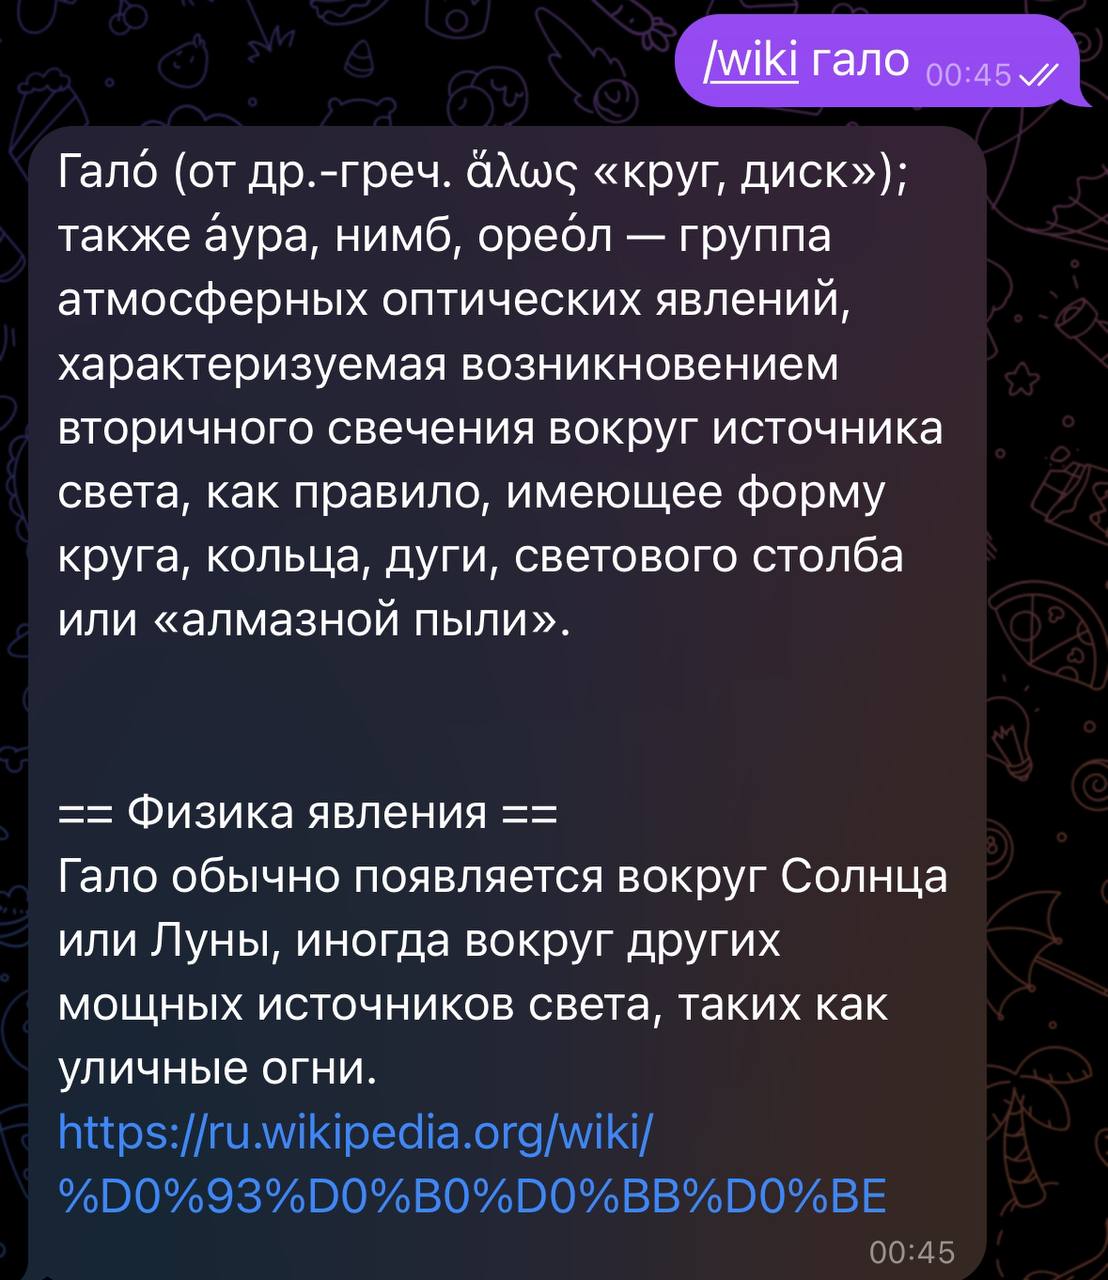 /wiki гало 00:45
Гало́ (от др.-греч. ἅλως «круг, диск»);
также а́ура, нимб, орео́л — группа
атмосферных оптических явлений,
характеризуемая возникновением
вторичного свечения вокруг источника
света, как правило, имеющее форму
круга, кольца, дуги, светового столба
или «алмазной пыли».
== Физика явления ==
Гало обычно появляется вокруг Солнца
или Луны, иногда вокруг других
мощных источников света, таких как
уличные огни.
https://ru.wikipedia.org/wiki/
%D0%93%D0%B0%D0%BB%D0%BE
00:45